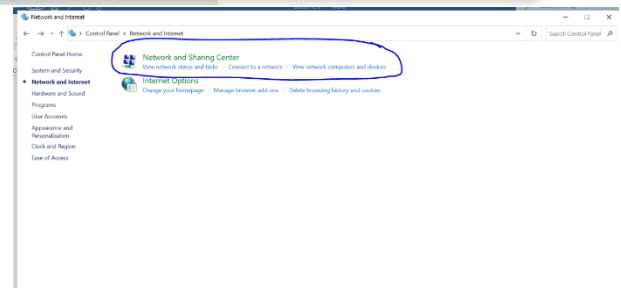 Network and Internet
Control Panel > Network and Internet
Search Control Panel
Control Panel Home
System and Security
Network and Internet
Hardware and Sound
Programs
User Accounts
Appearance and
Personalization
Clock and Region
Ease of Access
Network and Sharing Center
View network status and tasks | Connect to a network | View network computers and devices
Internet Options
Change your homepage | Manage browser add-ons | Delete browsing history and cookies